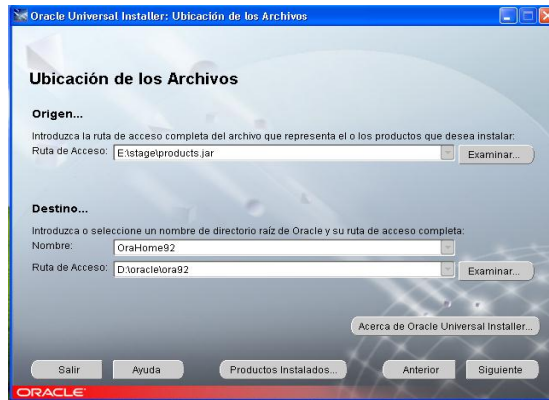 Oracle Universal Installer: Ubicación de los Archivos
Ubicación de los Archivos
Origen...
Introduzca la ruta de acceso completa del archivo que representa el o los productos que desea instalar:
Ruta de Acceso: E:\stage\products.jar Examinar...
Destino...
Introduzca o seleccione un nombre de directorio raíz de Oracle y su ruta de acceso completa:
Nombre: OraHome92
Ruta de Acceso: D:\oracle\ora92 Examinar...
Acerca de Oracle Universal Installer...
Salir Ayuda Productos Instalados... Anterior Siguiente
ORACLE